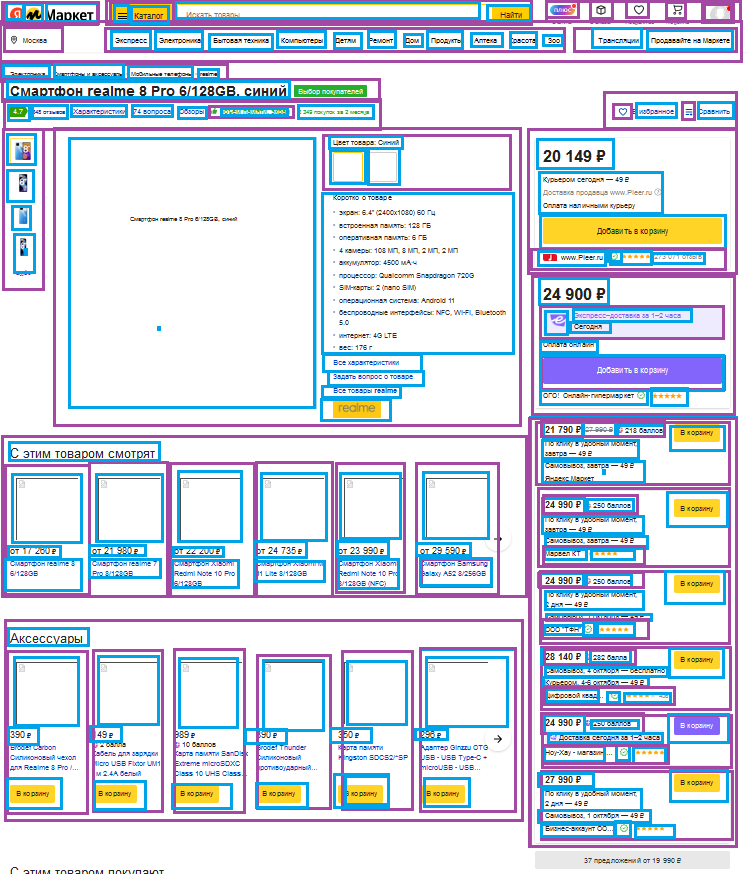 Маркет
Каталог
Искать товары
Найти
плюс
Москва
Экспресс
Электроника
Бытовая техника
Компьютеры
Детям
Ремонт
Дом
Продукты
Аптека
Красота
Зоо
Трансляции
Продавайте на Маркете
Электроника
Смартфоны и аксессуары
Мобильные телефоны
realme
Смартфон realme 8 Pro 6/128GB, синий
Выбор покупателей
4.7
Характеристики
74 вопроса
Обзоры
349 покупок за 2 месяца
избранное
Сравнить
Смартфон realme 8 Pro 6/128GB, синий
Цвет товара: Синий
Коротко о товаре
экран: 6.4" (2400x1080) 60 Гц
встроенная память: 128 ГБ
оперативная память: 6 ГБ
4 камеры: 108 МП, 8 МП, 2 МП, 2 МП
аккумулятор: 4500 мА·ч
процессор: Qualcomm Snapdragon 720G
SIM-карты: 2 (nano SIM)
операционная система: Android 11
беспроводные интерфейсы: NFC, Wi-Fi, Bluetooth
5.0
интернет: 4G LTE
вес: 176 г
Все характеристики
Задать вопрос о товаре
Все товары realme
realme
20 149 ₽
Курьером сегодня — 49 ₽
Доставка продавца www.Pleer.ru
Оплата наличными курьеру
Добавить в корзину
www.Pleer.ru
24 900 ₽
Экспресс-доставка за 1–2 часа
Сегодня
Оплата онлайн
Добавить в корзину
ОГО! Онлайн-гипермаркет
21 790 ₽ 27 990 ₽ 218 баллов
В корзину
По клику в удобный момент,
завтра — 49 ₽
Самовывоз, завтра — 49 ₽
Яндекс Маркет
24 990 ₽ 250 баллов
В корзину
По клику в удобный момент,
завтра — 49 ₽
Самовывоз, завтра — 49 ₽
Марвел КТ
24 990 ₽ 250 баллов
В корзину
По клику в удобный момент,
2 дня — 49 ₽
ООО "ТФН"
28 140 ₽ 282 балла
В корзину
Самовывоз, 4 октября — бесплатно
Курьером, 4-6 октября — 49 ₽
Цифровой квад...
24 990 ₽ 250 баллов
В корзину
Доставка сегодня за 1–2 часа
Ноу-Хау - магазин...
27 990 ₽
В корзину
По клику в удобный момент,
2 дня — 49 ₽
Самовывоз, 1 октября — 49 ₽
Бизнес-аккаунт ОО...
37 предложений от 19 990 ₽
С этим товаром смотрят
от 17 260 ₽
Смартфон realme 8
6/128GB
от 21 980 ₽
Смартфон realme 7
Pro 8/128GB
от 22 200 ₽
Смартфон Xiaomi
Redmi Note 10 Pro
6/128GB
от 24 735 ₽
Смартфон Xiaomi Mi
11 Lite 8/128GB
от 23 990 ₽
Смартфон Xiaomi
Redmi Note 10 Pro
8/128GB (NFC)
от 29 590 ₽
Смартфон Samsung
Galaxy A52 8/256GB
Аксессуары
390 ₽
Brodef Carbon
Силиконовый чехол
для Realme 8 Pro /...
В корзину
149 ₽
2 балла
Кабель для зарядки
Micro USB Fixtor UM1
1м 2.4A белый
В корзину
989 ₽
10 баллов
Карта памяти SanDisk
Extreme microSDXC
Class 10 UHS Class...
В корзину
390 ₽
Brodef Thunder
Силиконовый
противоударный...
350 ₽
Карта памяти
Kingston SDCS2/*SP
В корзину
296 ₽
Адаптер Ginzzu OTG
USB - USB Type-C +
microUSB - USB...
В корзину
С этим товаром покупают